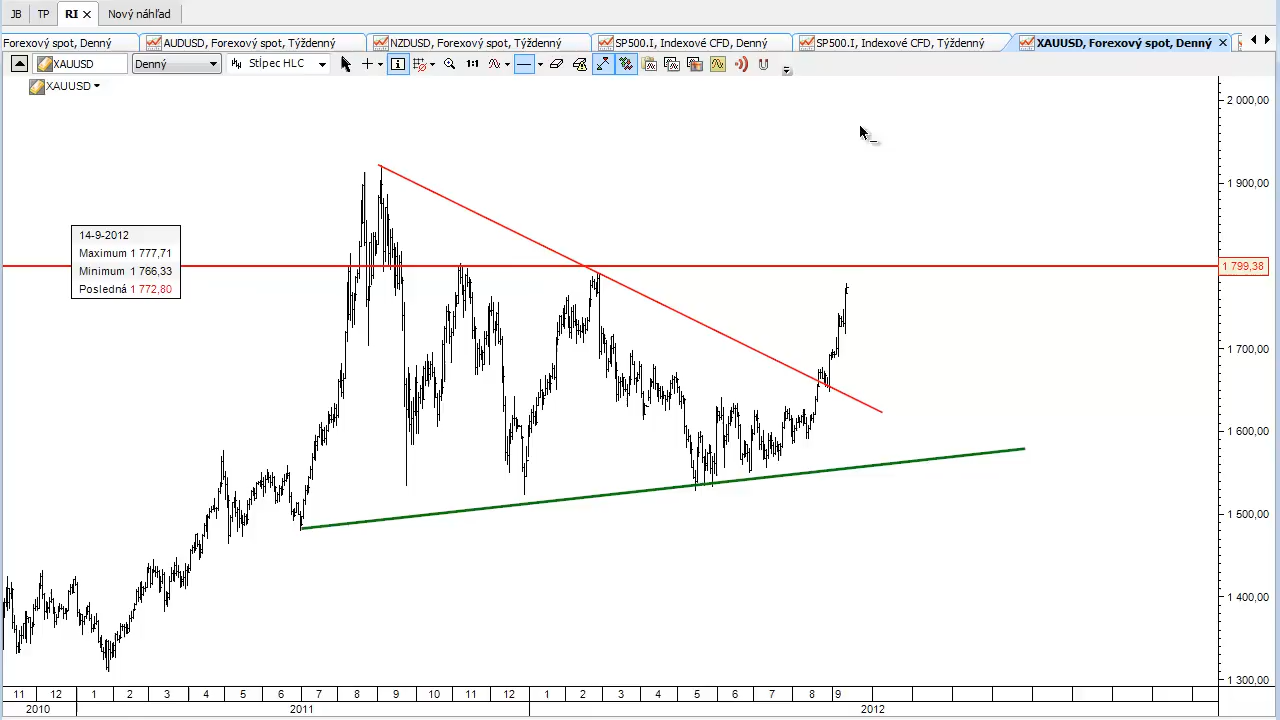 JB TP RI Nový náhľad
Forexový spot, Denný AUDUSD, Forexový spot, Týždenný NZDUSD, Forexový spot, Týždenný SP500.I, Indexové CFD, Denný SP500.I, Indexové CFD, Týždenný XAUUSD, Forexový spot, Denný
XAUUSD Denný Stĺpec HLC 1:1
XAUUSD
2 000,00
1 900,00
14-9-2012
Maximum 1 777,71
Minimum 1 766,33
Posledná 1 772,80
1 799,38
1 700,00
1 600,00
1 500,00
1 400,00
1 300,00
11 12 1 2 3 4 5 6 7 8 9 10 11 12 1 2 3 4 5 6 7 8 9
2010 2011 2012